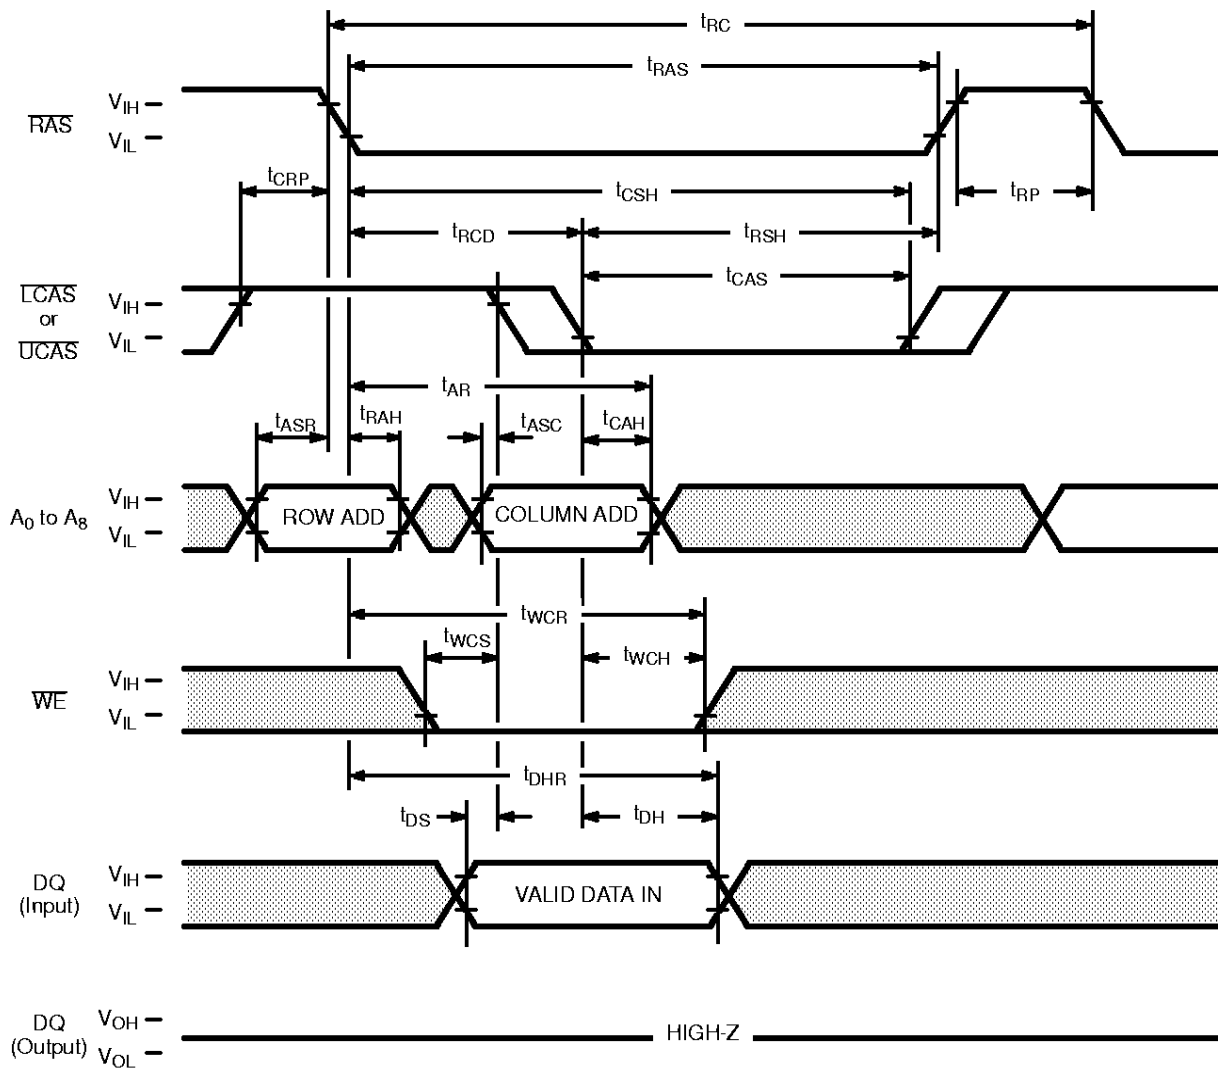 tRC
tRAS
RAS
VIH
VIL
tCRP
tCSH
tRP
tRCD
tRSH
tCAS
LCAS
or
UCAS
VIH
VIL
tAR
tASR
tRAH
tASC
tCAH
A0 to A8
VIH
VIL
ROW ADD
COLUMN ADD
tWCR
tWCS
tWCH
WE
VIH
VIL
tDHR
tDS
tDH
DQ
(Input)
VIH
VIL
VALID DATA IN
DQ
(Output)
VOH
VOL
HIGH-Z